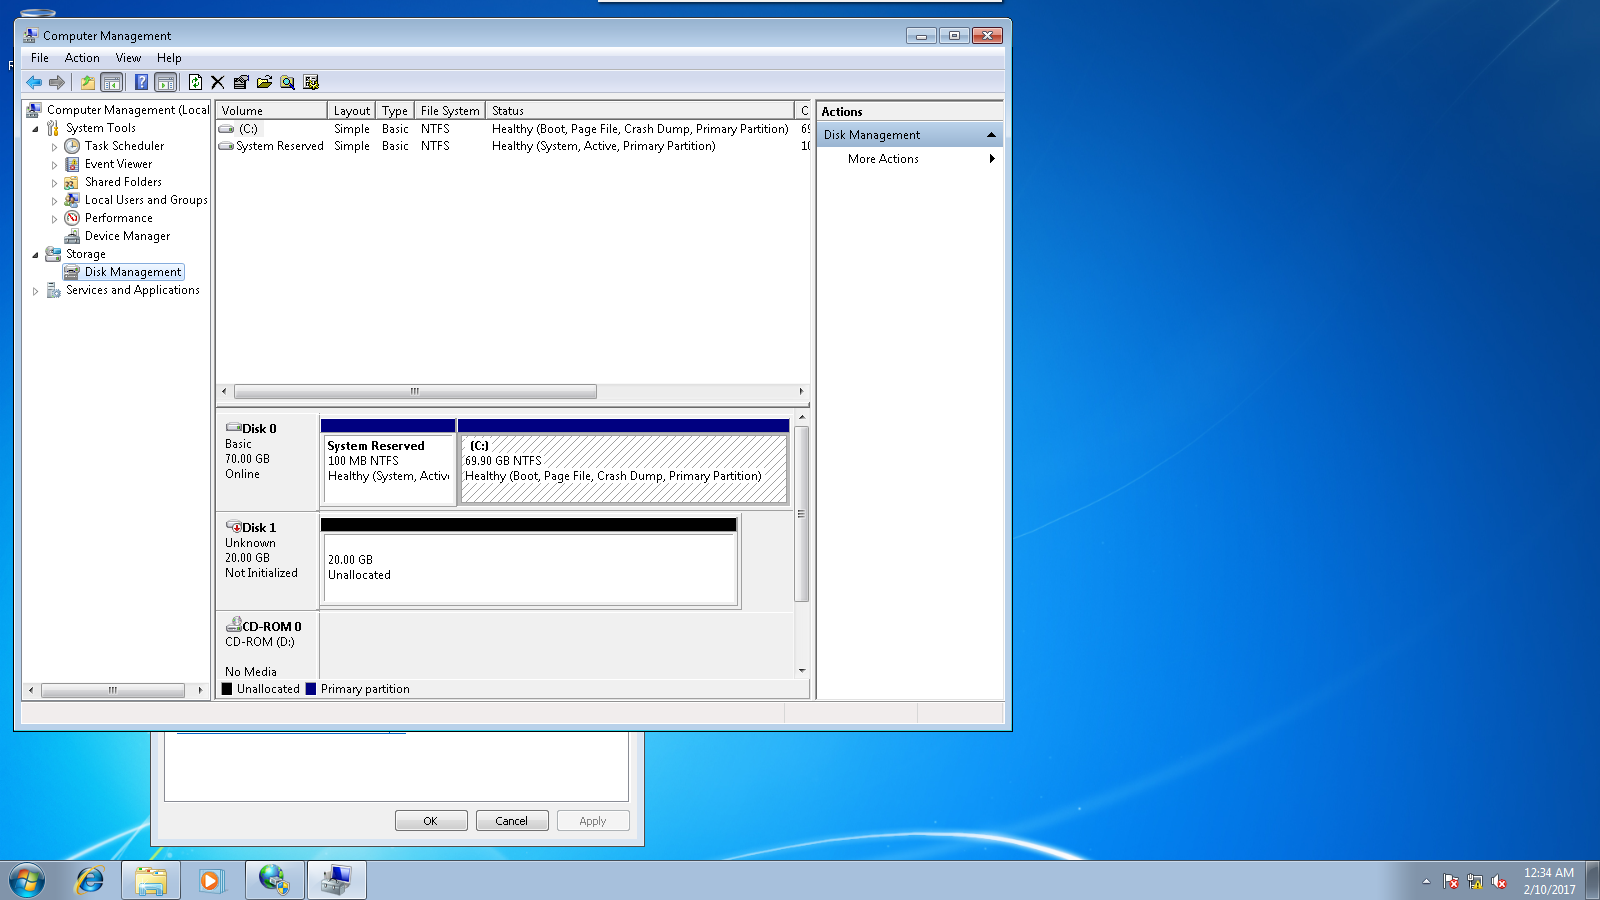 Computer Management
File Action View Help
Computer Management (Local
System Tools
Task Scheduler
Event Viewer
Shared Folders
Local Users and Groups
Performance
Device Manager
Storage
Disk Management
Services and Applications
Volume Layout Type File System Status C
(C:) Simple Basic NTFS Healthy (Boot, Page File, Crash Dump, Primary Partition) 69
System Reserved Simple Basic NTFS Healthy (System, Active, Primary Partition) 10
Disk 0
Basic
70.00 GB
Online
System Reserved
100 MB NTFS
Healthy (System, Activ
(C:)
69.90 GB NTFS
Healthy (Boot, Page File, Crash Dump, Primary Partition)
Disk 1
Unknown
20.00 GB
Not Initialized
20.00 GB
Unallocated
CD-ROM 0
CD-ROM (D:)
No Media
Unallocated Primary partition
Actions
Disk Management
More Actions
OK Cancel Apply
12:34 AM
2/10/2017